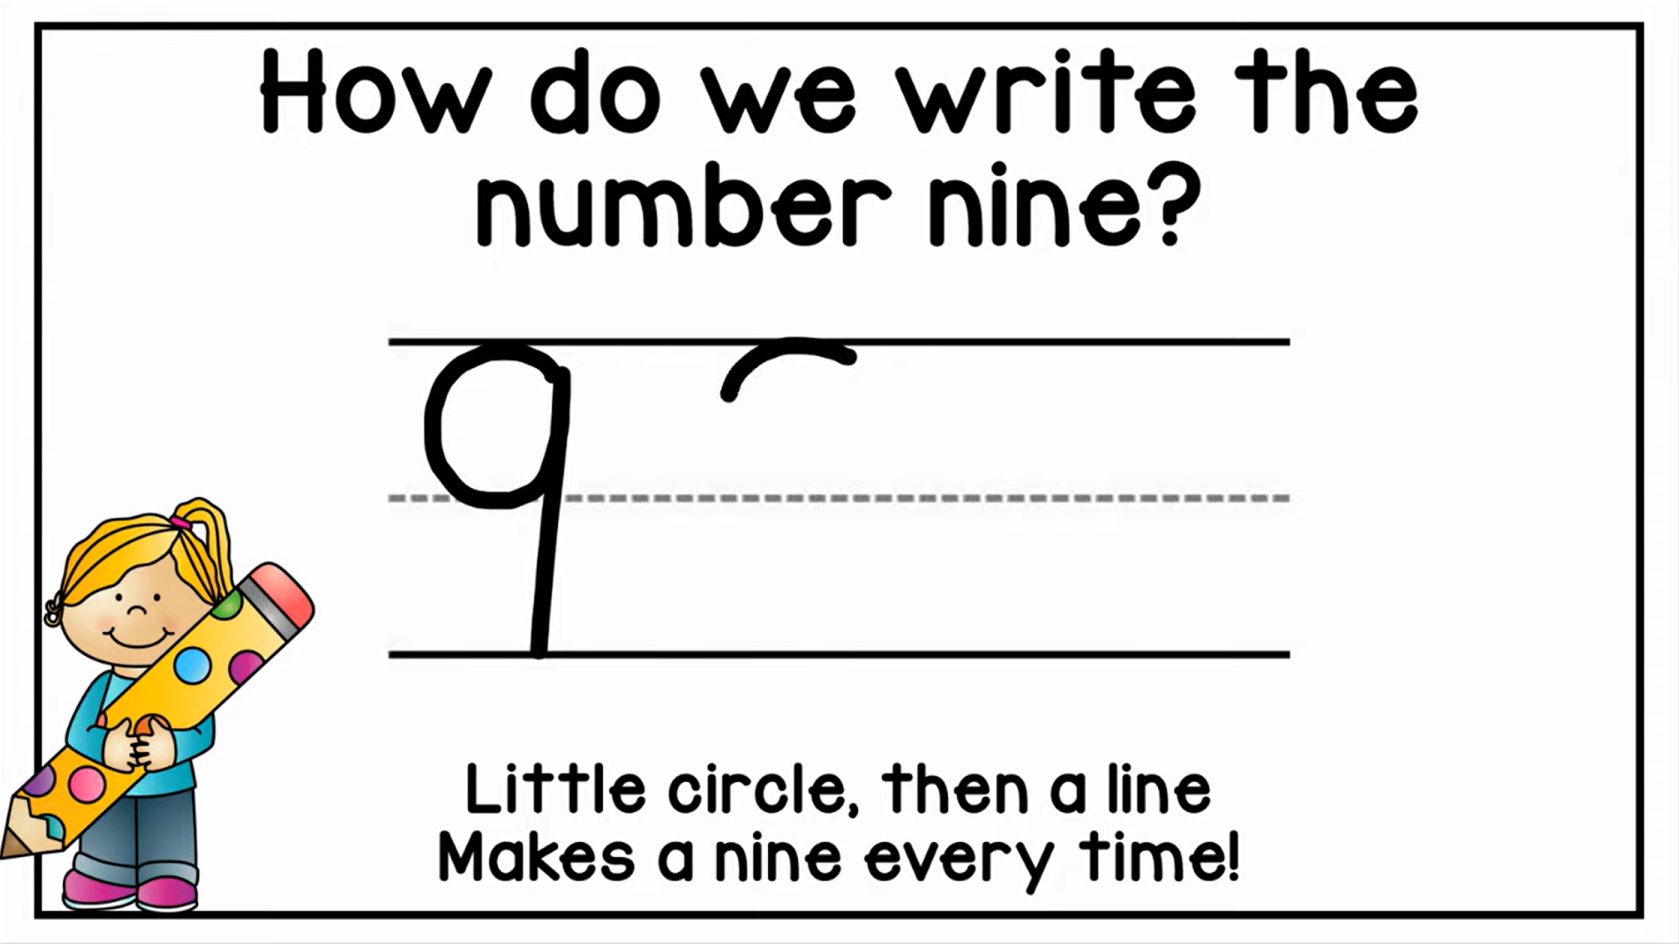 How do we write the
number nine?
9
Little circle, then a line
Makes a nine every time!